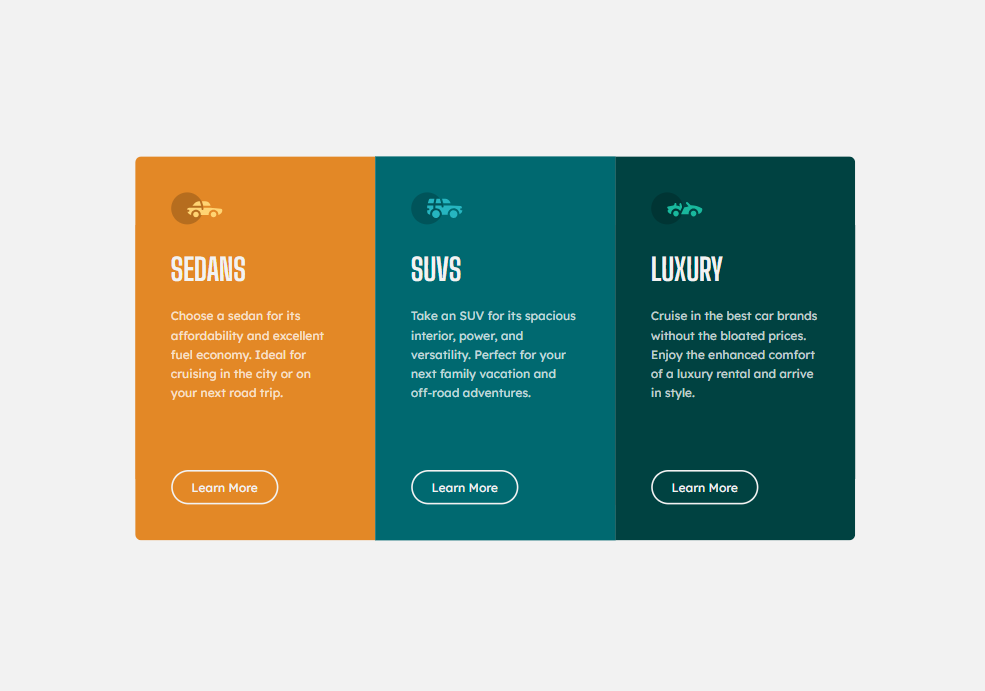 SEDANS
Choose a sedan for its
affordability and excellent
fuel economy. Ideal for
cruising in the city or on
your next road trip.
Learn More
SUVS
Take an SUV for its spacious
interior, power, and
versatility. Perfect for your
next family vacation and
off-road adventures.
Learn More
LUXURY
Cruise in the best car brands
without the bloated prices.
Enjoy the enhanced comfort
of a luxury rental and arrive
in style.
Learn More